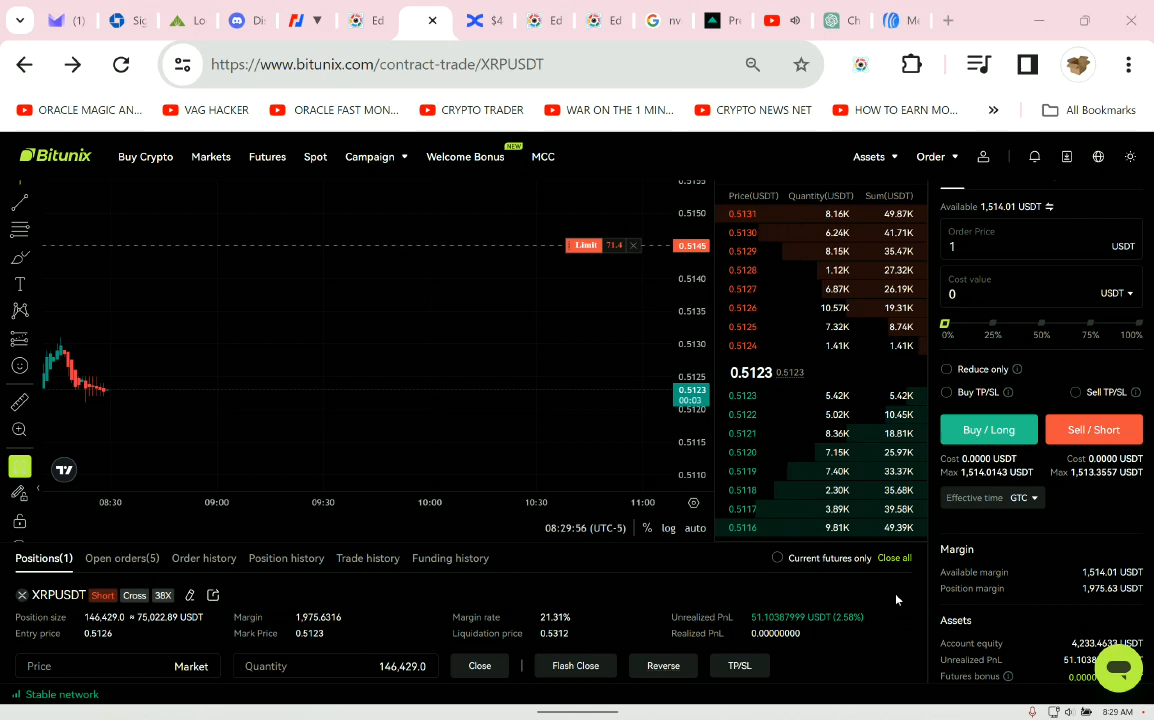 (1) Sig Lo Dis Ed $4 Ed Ed nv Pro Ch Me
https://www.bitunix.com/contract-trade/XRPUSDT
ORACLE MAGIC AN... VAG HACKER ORACLE FAST MON... CRYPTO TRADER WAR ON THE 1 MIN... CRYPTO NEWS NET HOW TO EARN MO... » All Bookmarks
Bitunix Buy Crypto Markets Futures Spot Campaign Welcome Bonus NEW MCC Assets Order
0.5155
0.5150
Limit 71.4 0.5145
0.5140
0.5135
0.5130
0.5125
0.5123
00:03
0.5120
0.5115
0.5110
08:30 09:00 09:30 10:00 10:30 11:00
08:29:56 (UTC-5) % log auto
Price(USDT) Quantity(USDT) Sum(USDT)
0.5131 8.16K 49.87K
0.5130 6.24K 41.71K
0.5129 8.15K 35.47K
0.5128 1.12K 27.32K
0.5127 6.87K 26.19K
0.5126 10.57K 19.31K
0.5125 7.32K 8.74K
0.5124 1.41K 1.41K
0.5123 0.5123
0.5123 5.42K 5.42K
0.5122 5.02K 10.45K
0.5121 8.36K 18.81K
0.5120 7.15K 25.97K
0.5119 7.40K 33.37K
0.5118 2.30K 35.68K
0.5117 3.89K 39.58K
0.5116 9.81K 49.39K
Available 1,514.01 USDT
Order Price
1 USDT
Cost value
0 USDT
0% 25% 50% 75% 100%
Reduce only
Buy TP/SL Sell TP/SL
Buy / Long Sell / Short
Cost 0.0000 USDT Cost 0.0000 USDT
Max 1,514.0143 USDT Max 1,513.3557 USDT
Effective time GTC
Margin
Available margin 1,514.01 USDT
Position margin 1,975.63 USDT
Assets
Account equity 4,233.4633 USDT
Unrealized PnL 51.1038
Futures bonus 0.000
Positions(1) Open orders(5) Order history Position history Trade history Funding history Current futures only Close all
XRPUSDT Short Cross 38X
Position size 146,429.0 ≈ 75,022.89 USDT Margin 1,975.6316 Margin rate 21.31% Unrealized PnL 51.10387999 USDT (2.58%)
Entry price 0.5126 Mark Price 0.5123 Liquidation price 0.5312 Realized PnL 0.00000000
Price Market Quantity 146,429.0 Close Flash Close Reverse TP/SL
Stable network
8:29 AM